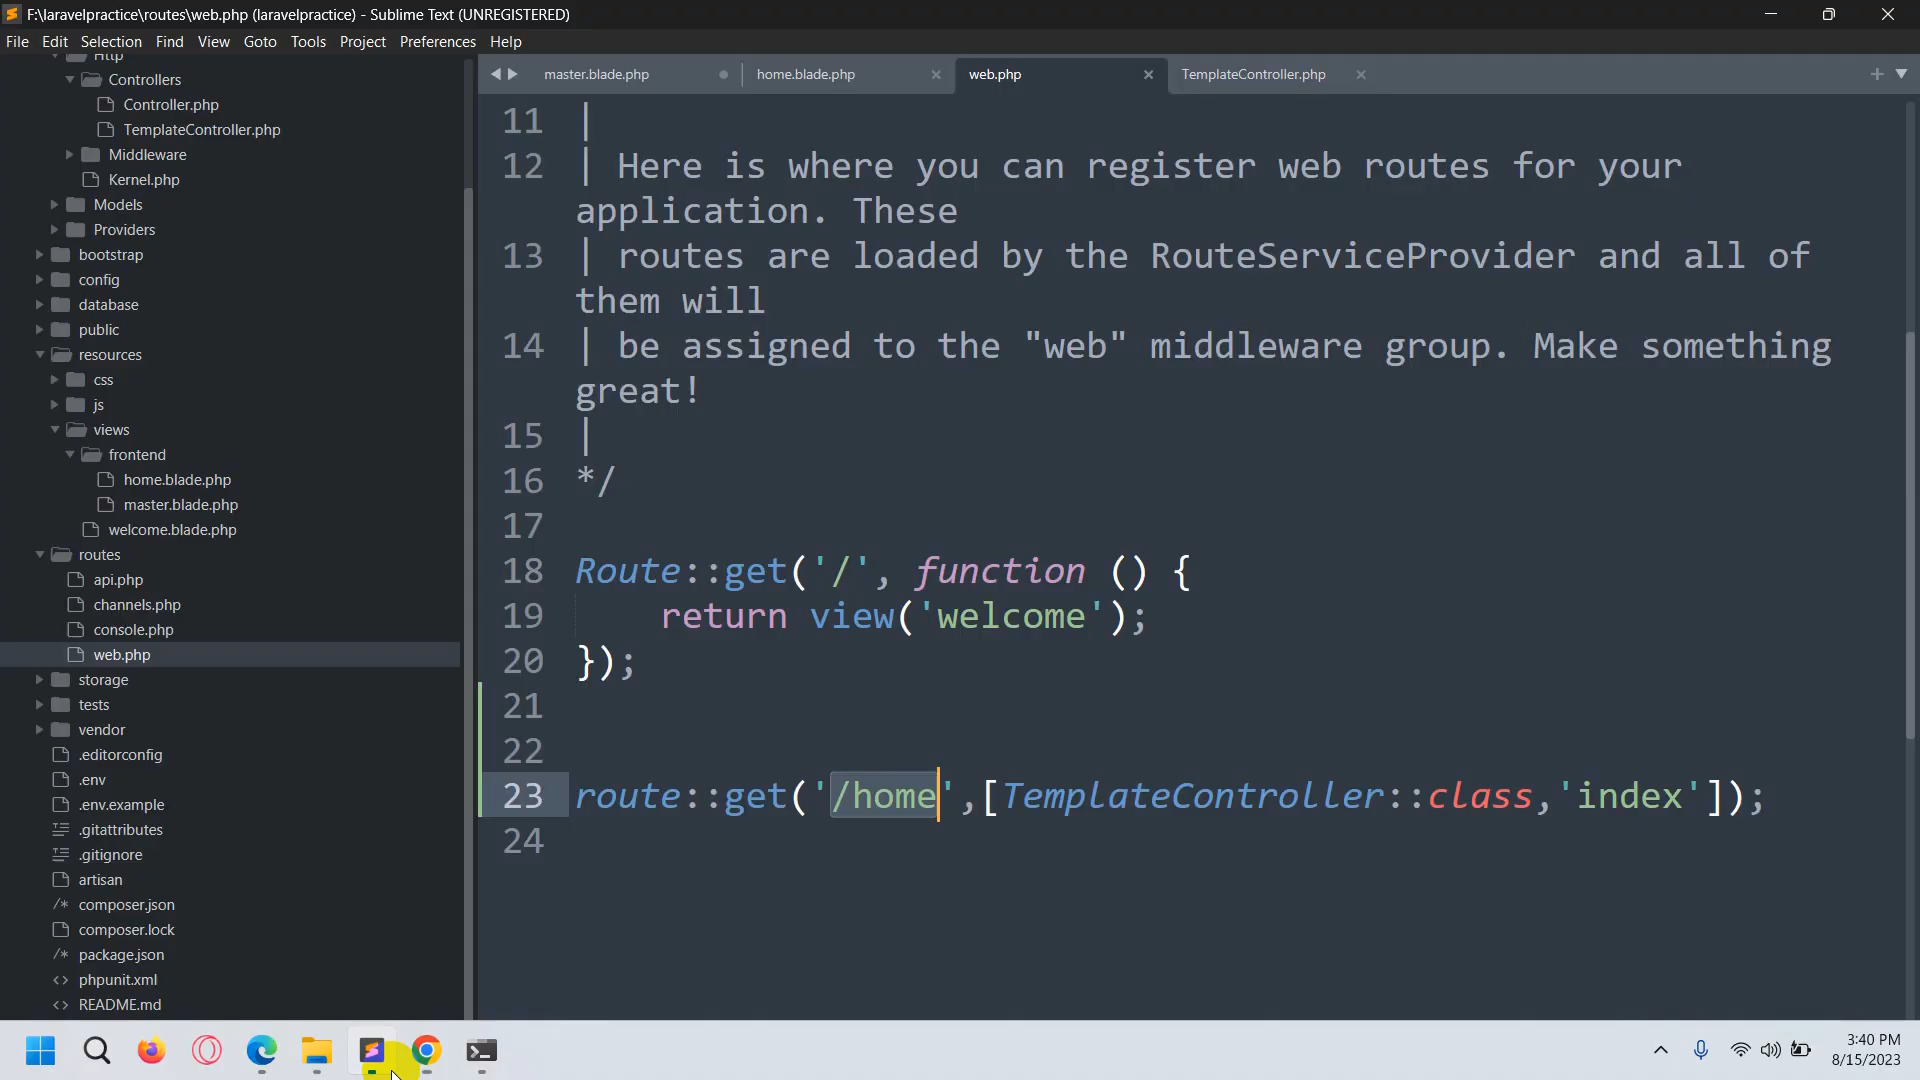 F:\laravelpractice\routes\web.php (laravelpractice) - Sublime Text (UNREGISTERED)
File Edit Selection Find View Goto Tools Project Preferences Help
Http
Controllers
Controller.php
TemplateController.php
Middleware
Kernel.php
Models
Providers
bootstrap
config
database
public
resources
css
js
views
frontend
home.blade.php
master.blade.php
welcome.blade.php
routes
api.php
channels.php
console.php
web.php
storage
tests
vendor
.editorconfig
.env
.env.example
.gitattributes
.gitignore
artisan
/* composer.json
composer.lock
/* package.json
<> phpunit.xml
<> README.md
master.blade.php home.blade.php web.php TemplateController.php
11 |
12 | Here is where you can register web routes for your
application. These
13 | routes are loaded by the RouteServiceProvider and all of
them will
14 | be assigned to the "web" middleware group. Make something
great!
15 |
16 */
17
18 Route::get('/', function () {
19 return view('welcome');
20 });
21
22
23 route::get('/home',[TemplateController::class,'index']);
24
3:40 PM
8/15/2023